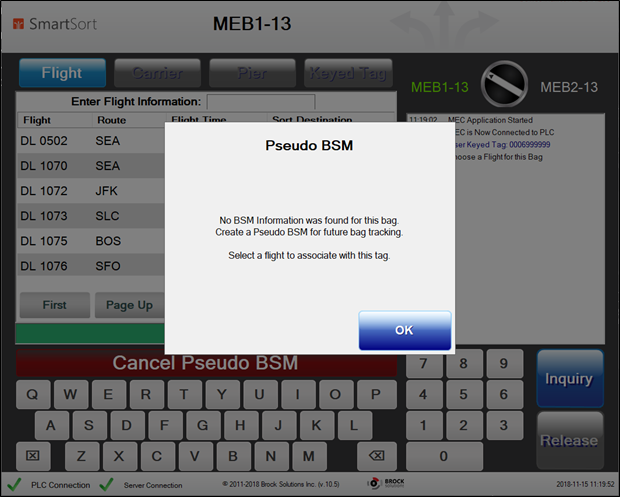 SmartSort
MEB1-13
Flight
Carrier
Pier
Keyed Tag
MEB1-13
MEB2-13
Enter Flight Information:
Flight Route Flight Time Sort Destination
DL 0502 SEA
DL 1070 SEA
DL 1072 JFK
DL 1073 SLC
DL 1075 BOS
DL 1076 SFO
First
Page Up
11:19:02 MEC Application Started
EC is Now Connected to PLC
ser Keyed Tag: 0006999999
hoose a Flight for this Bag
Pseudo BSM
No BSM Information was found for this bag.
Create a Pseudo BSM for future bag tracking.
Select a flight to associate with this tag.
OK
Cancel Pseudo BSM
Q W E R T Y U I O P
A S D F G H J K L
Z X C V B N M
7 8 9
4 5 6
1 2 3
0
Inquiry
Release
PLC Connection
Server Connection
© 2011-2018 Brock Solutions Inc. (v.10.5)
BROCK
SOLUTIONS
2018-11-15 11:19:52